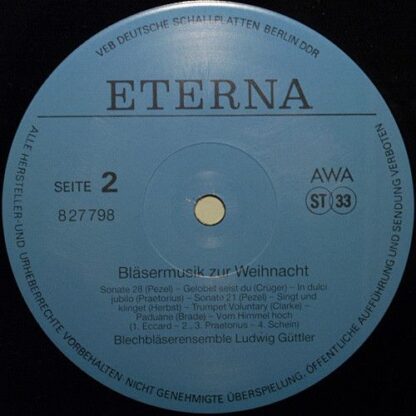 VEB DEUTSCHE SCHALLPLATTEN BERLIN DDR
ETERNA
SEITE 2
827798
AWA
ST 33
Bläsermusik zur Weihnacht
Sonate 28 (Pezel) – Gelobet seist du (Crüger) – In dulci
jubilo (Praetorius) – Sonate 21 (Pezel) – Singt und
klinget (Herbst) – Trumpet Voluntary (Clarke) –
Paduane (Brade) – Vom Himmel hoch
(1. Eccard – 2., 3. Praetorius – 4. Schein)
Blechbläserensemble Ludwig Güttler
ALLE HERSTELLER- UND URHEBERRECHTE VORBEHALTEN NICHT GENEHMIGTE ÜBERSPIELUNG, ÖFFENTLICHE AUFFÜHRUNG UND SENDUNG VERBOTEN